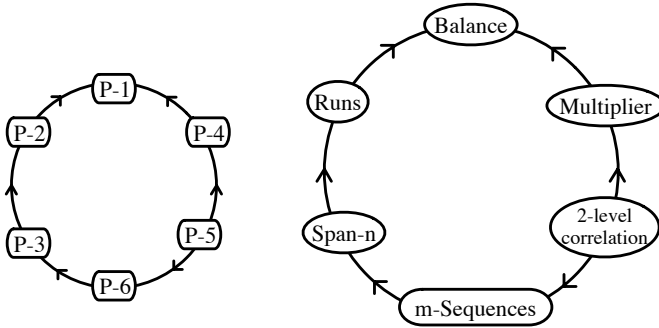 P-1
P-2
P-4
P-3
P-5
P-6
Balance
Runs
Multiplier
Span-n
2-level
correlation
m-Sequences